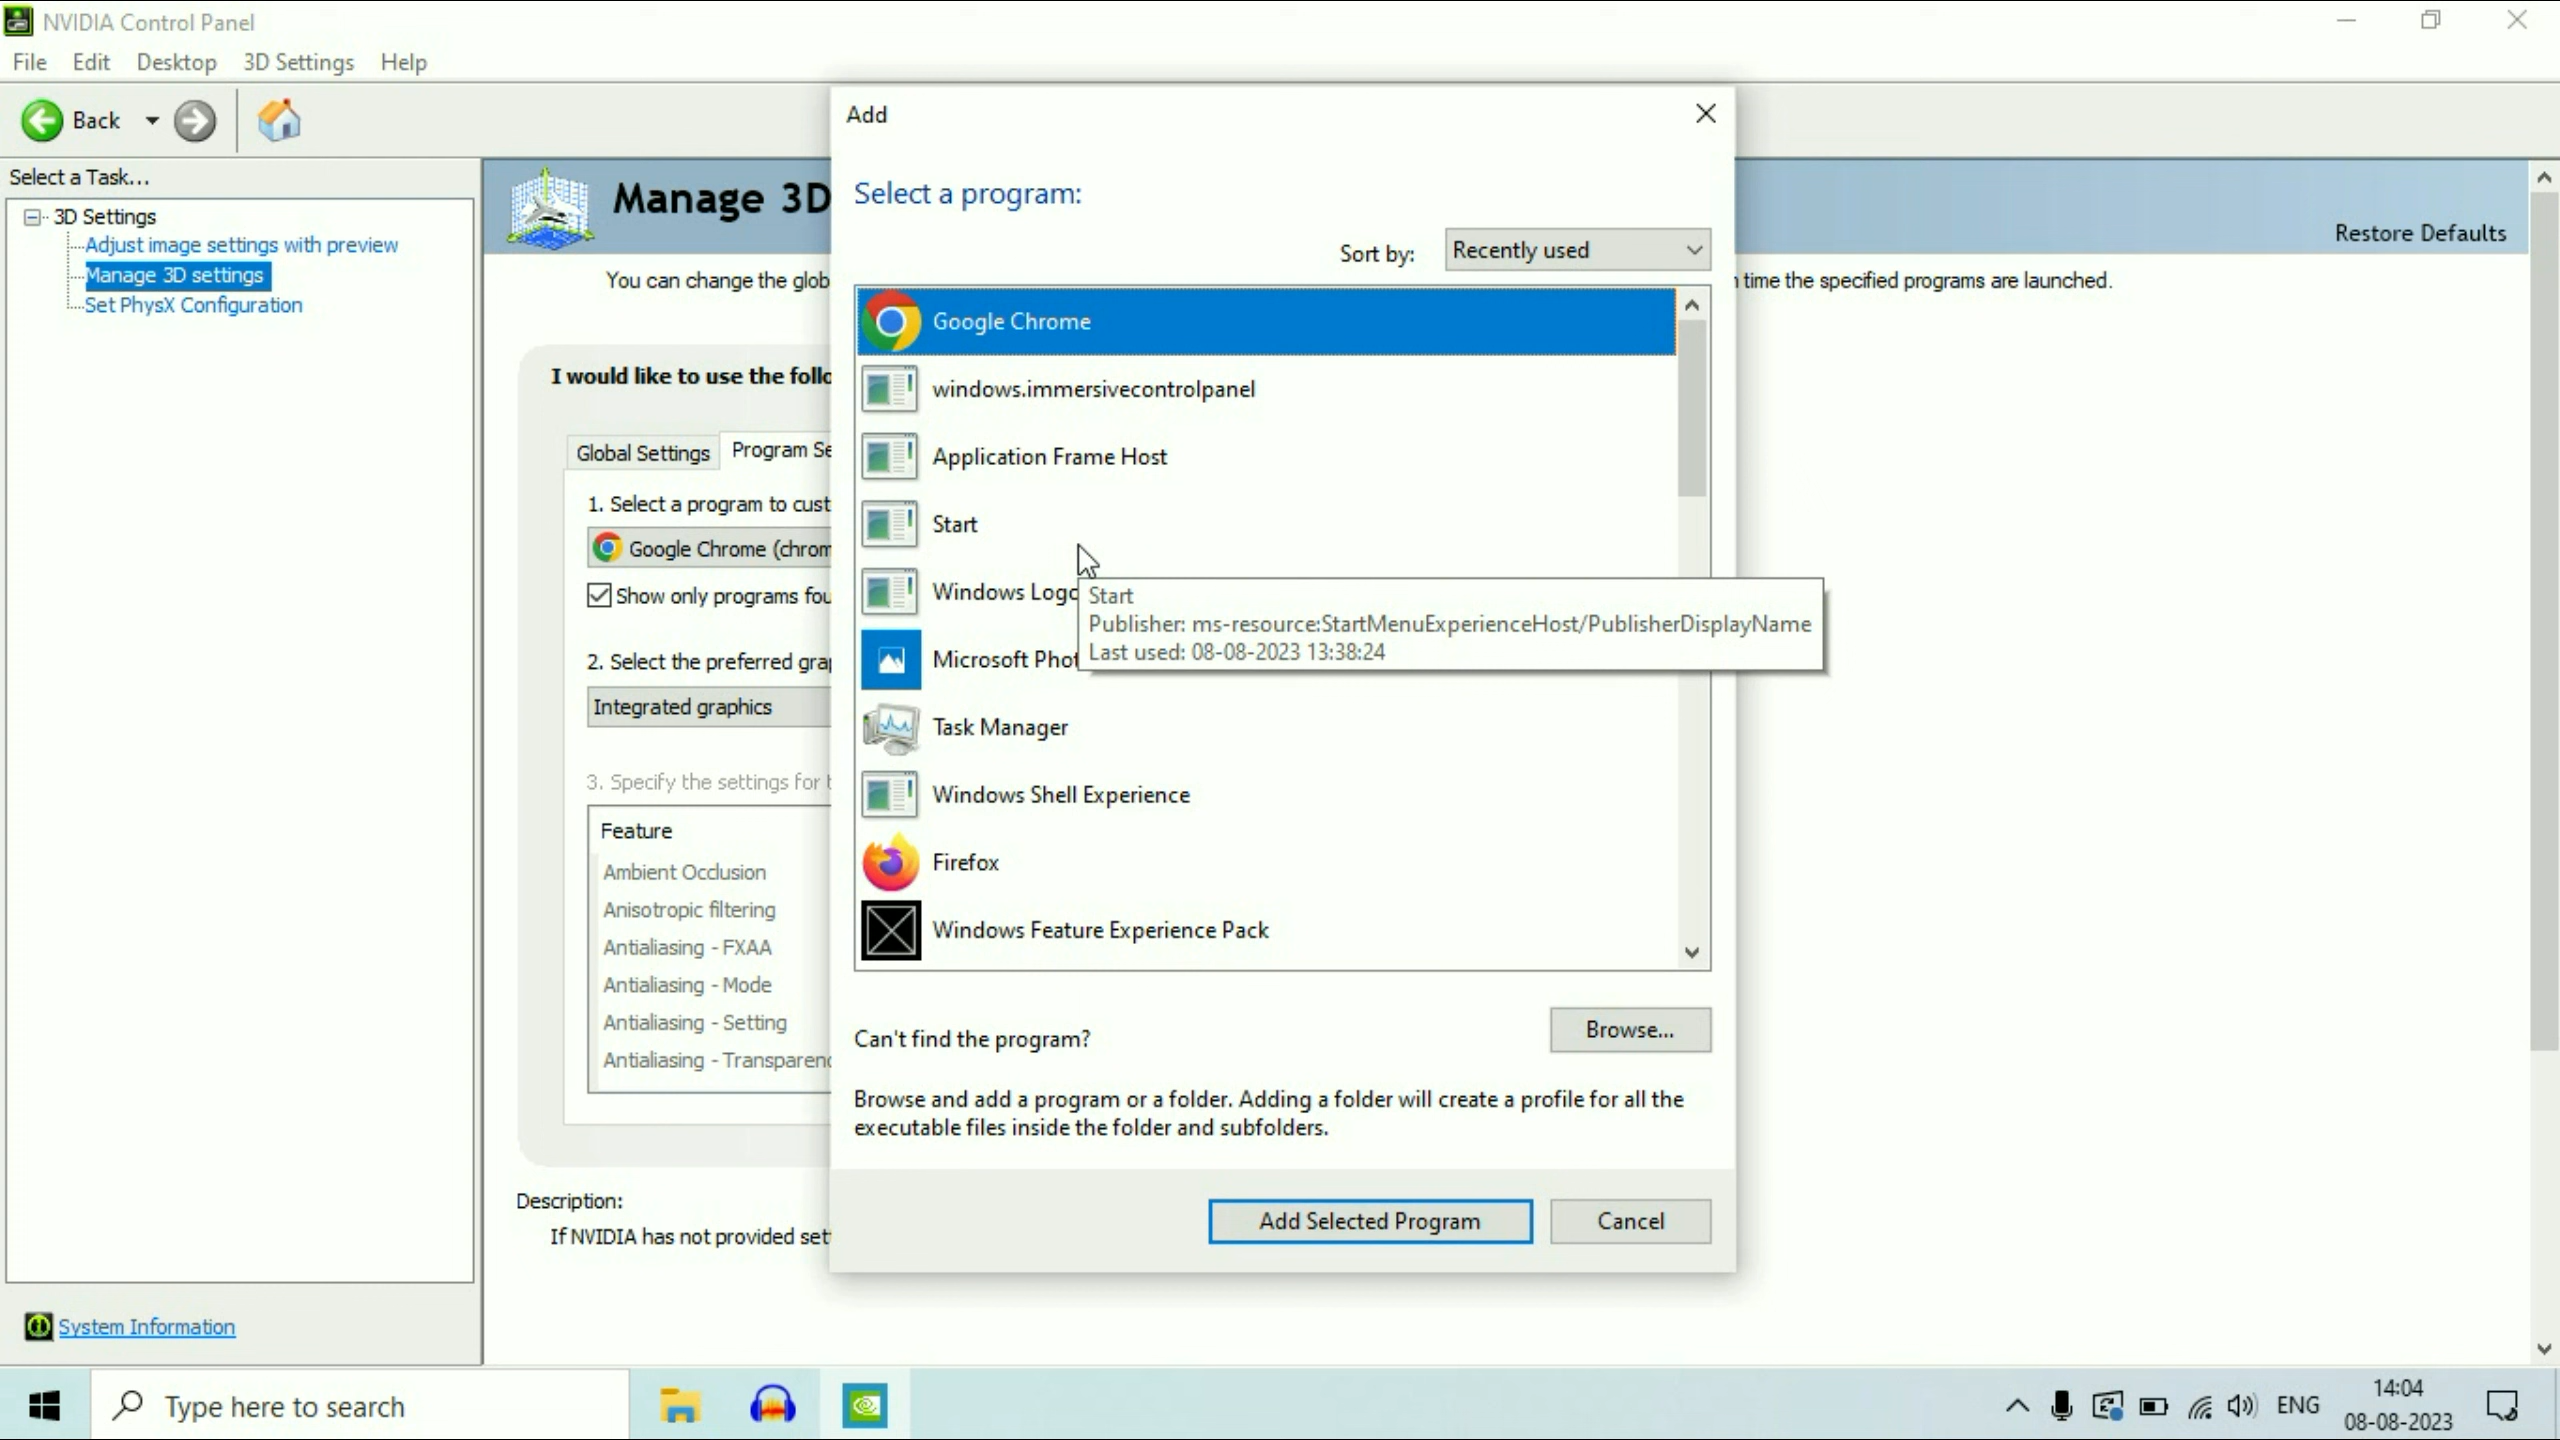 NVIDIA Control Panel
File Edit Desktop 3D Settings Help
Back
Select a Task...
3D Settings
Adjust image settings with preview
Manage 3D settings
Set PhysX Configuration
System Information
Manage 3D
Restore Defaults
You can change the glob
time the specified programs are launched.
I would like to use the follo
Global Settings Program Se
1. Select a program to cust
Google Chrome (chrom
Show only programs fou
2. Select the preferred gra
Integrated graphics
3. Specify the settings for
Feature
Ambient Occlusion
Anisotropic filtering
Antialiasing - FXAA
Antialiasing - Mode
Antialiasing - Setting
Antialiasing - Transparenc
Description:
If NVIDIA has not provided set
Add
Select a program:
Sort by: Recently used
Google Chrome
windows.immersivecontrolpanel
Application Frame Host
Start
Windows Logo
Start
Publisher: ms-resource:StartMenuExperienceHost/PublisherDisplayName
Last used: 08-08-2023 13:38:24
Microsoft Phot
Task Manager
Windows Shell Experience
Firefox
Windows Feature Experience Pack
Can't find the program?
Browse...
Browse and add a program or a folder. Adding a folder will create a profile for all the
executable files inside the folder and subfolders.
Add Selected Program Cancel
Type here to search
ENG
14:04
08-08-2023